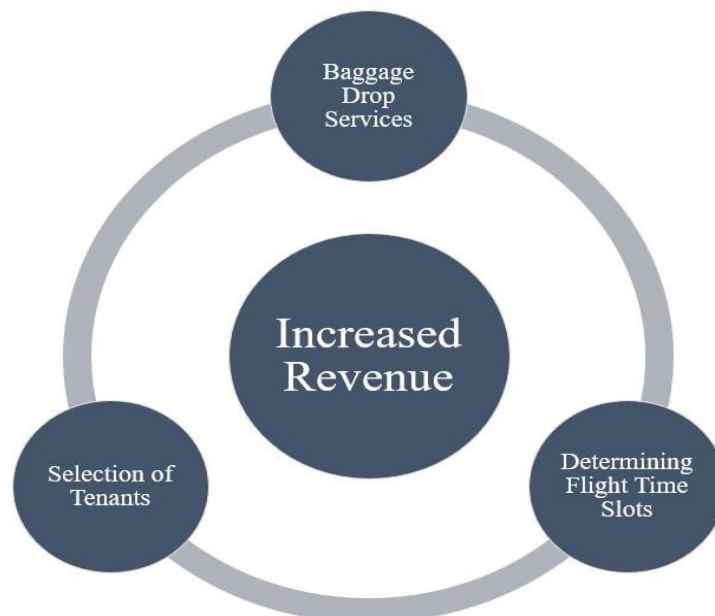 Baggage
Drop
Services
Increased
Revenue
Selection of
Tenants
Determining
Flight Time
Slots